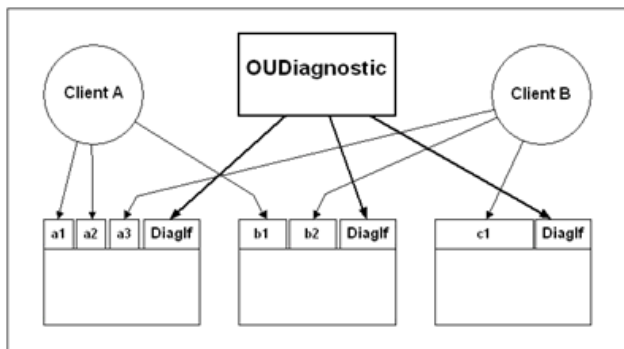 Client A
OUDiagnostic
Client B
a1 a2 a3 DiagIf b1 b2 DiagIf c1 DiagIf